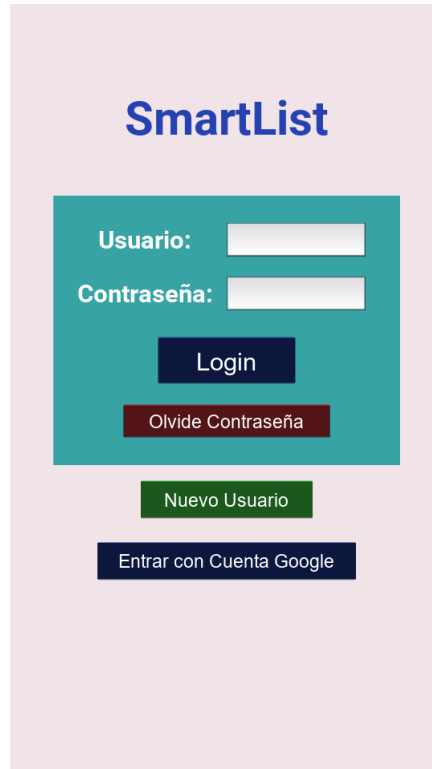 SmartList
Usuario:
Contraseña:
Login
Olvide Contraseña
Nuevo Usuario
Entrar con Cuenta Google